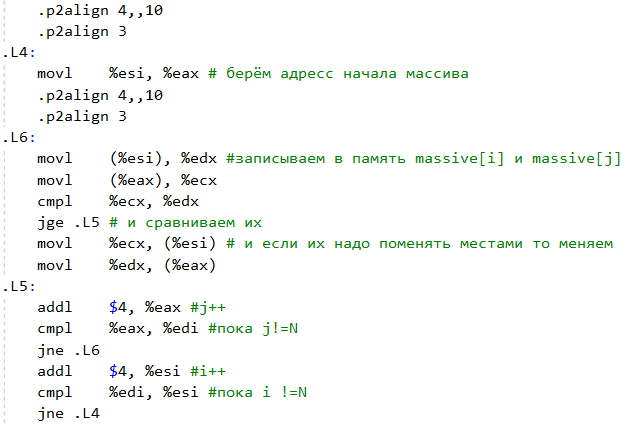 .p2align 4,,10
.p2align 3
.L4:
movl %esi, %eax # берём адресс начала массива
.p2align 4,,10
.p2align 3
.L6:
movl (%esi), %edx #записываем в память massive[i] и massive[j]
movl (%eax), %ecx
cmpl %ecx, %edx
jge .L5 # и сравниваем их
movl %ecx, (%esi) # и если их надо поменять местами то меняем
movl %edx, (%eax)
.L5:
addl $4, %eax #j++
cmpl %eax, %edi #пока j!=N
jne .L6
addl $4, %esi #i++
cmpl %edi, %esi #пока i !=N
jne .L4